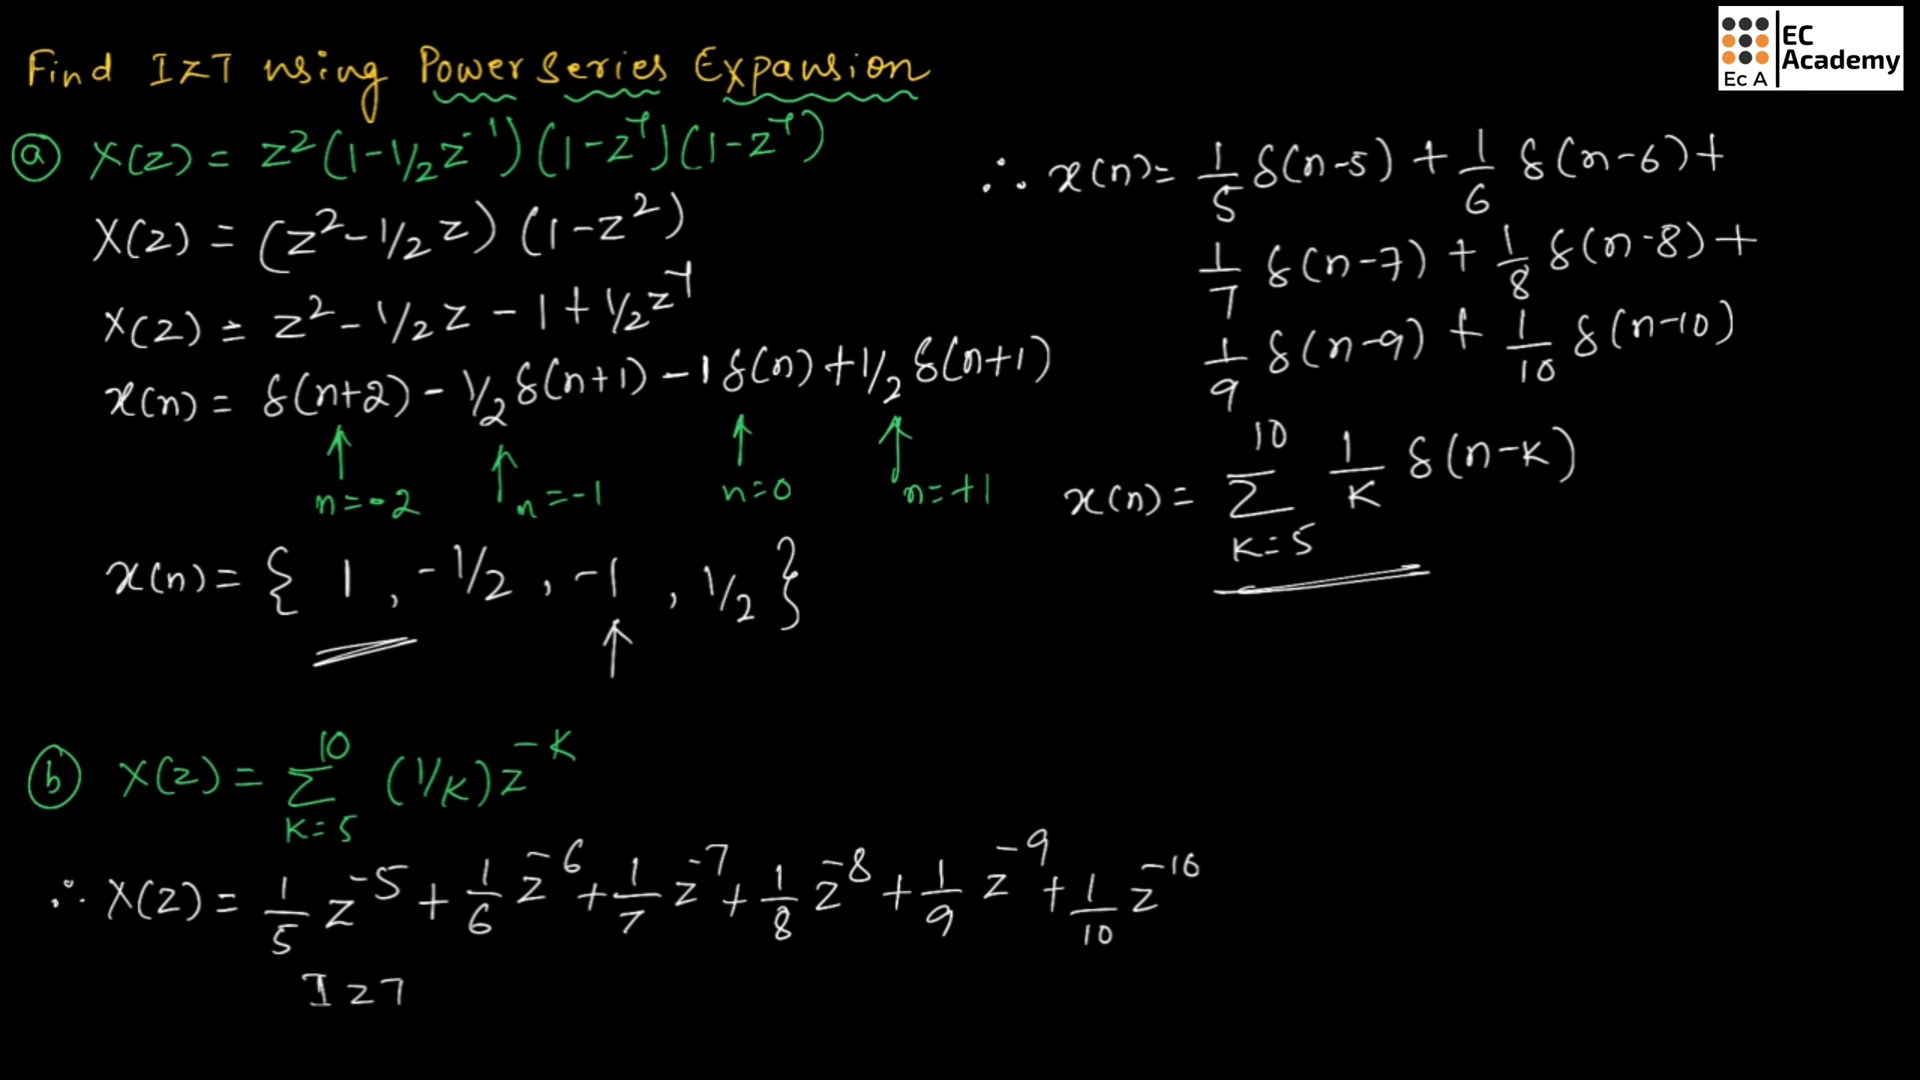 EC Academy
Ec A
Find IZT using Power Series Expansion
(a) X(z) = z²(1-1/2z⁻¹)(1-z⁻¹)(1-z⁻¹)
X(z) = (z²-1/2z)(1-z²)
X(z) = z²-1/2z-1+1/2z⁻¹
x(n) = δ(n+2)-1/2δ(n+1)-1δ(n)+1/2δ(n+1)
↑ ↑ ↑ ↑
n=-2 n=-1 n=0 n=+1
x(n) = { 1, -1/2, -1, 1/2 }
↑
(b) X(z) = Σ_{K=5}^{10} (1/K)z^{-K}
∴ X(z) = 1/5 z⁻⁵ + 1/6 z⁻⁶ + 1/7 z⁻⁷ + 1/8 z⁻⁸ + 1/9 z⁻⁹ + 1/10 z⁻¹⁰
IZT
∴ x(n) = 1/5 δ(n-5) + 1/6 δ(n-6) +
1/7 δ(n-7) + 1/8 δ(n-8) +
1/9 δ(n-9) + 1/10 δ(n-10)
x(n) = Σ_{K=5}^{10} 1/K δ(n-K)